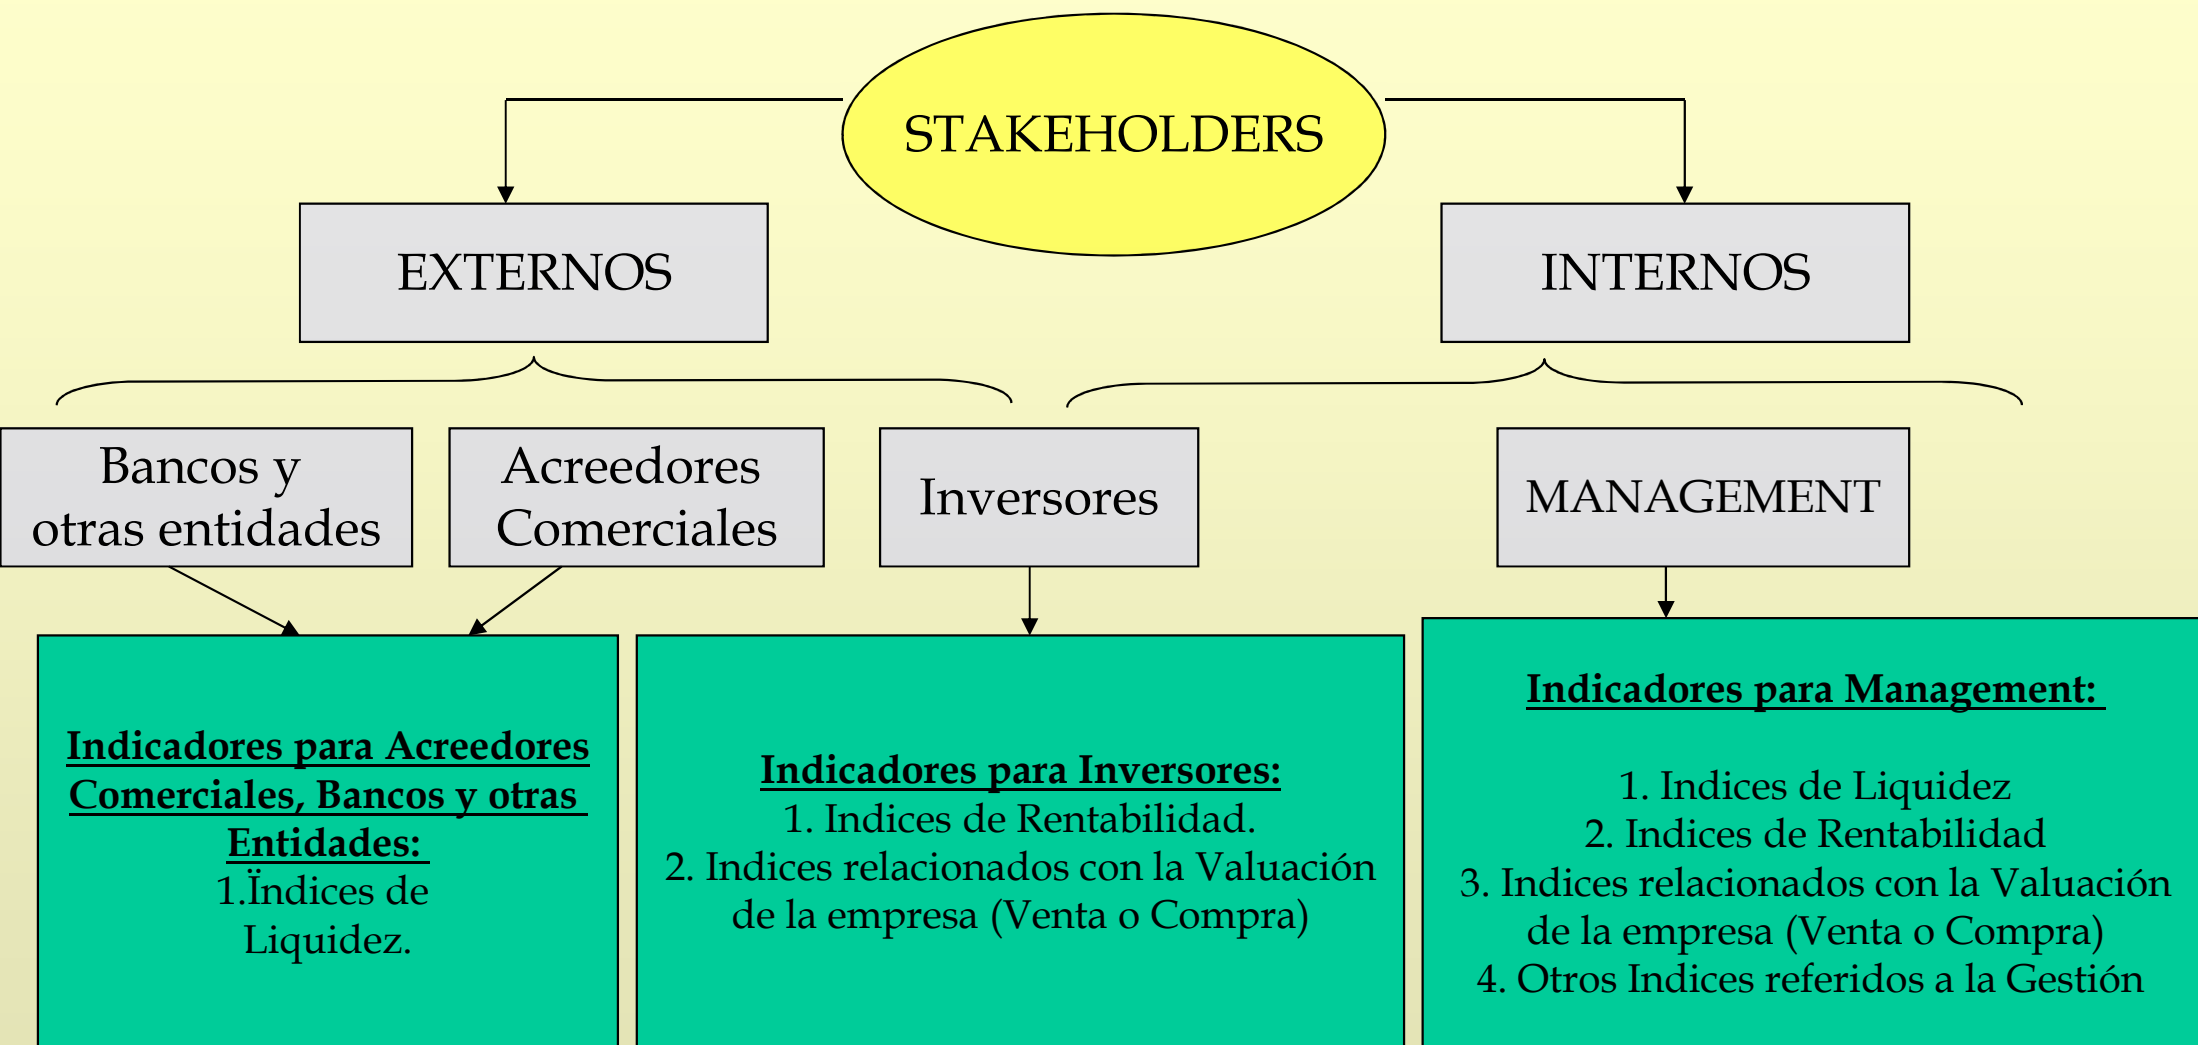 STAKEHOLDERS
EXTERNOS
INTERNOS
Bancos y
otras entidades
Acreedores
Comerciales
Inversores
MANAGEMENT
Indicadores para Acreedores
Comerciales, Bancos y otras
Entidades:
1.Ïndices de
Liquidez.
Indicadores para Inversores:
1. Indices de Rentabilidad.
2. Indices relacionados con la Valuación
de la empresa (Venta o Compra)
Indicadores para Management:
1. Indices de Liquidez
2. Indices de Rentabilidad
3. Indices relacionados con la Valuación
de la empresa (Venta o Compra)
4. Otros Indices referidos a la Gestión